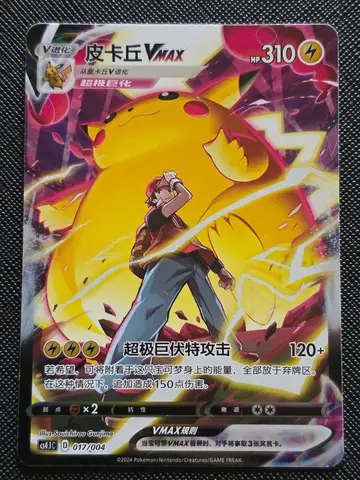 V进化
皮卡丘VMAX
HP 310
从皮卡丘V进化
超极巨化
超极巨伏特攻击 120+
若希望，可将附着于这只宝可梦身上的能量，全部放于弃牌区。
在这种情况下，追加造成150点伤害。
弱点 ×2 抗性 撤退
Illus. Souichirou Gunjima
VMAX规则
CS4.1C D 017/004
当宝可梦VMAX昏厥时，对手将拿取3张奖赏卡。
©2024 Pokémon/Nintendo/Creatures/GAME FREAK.